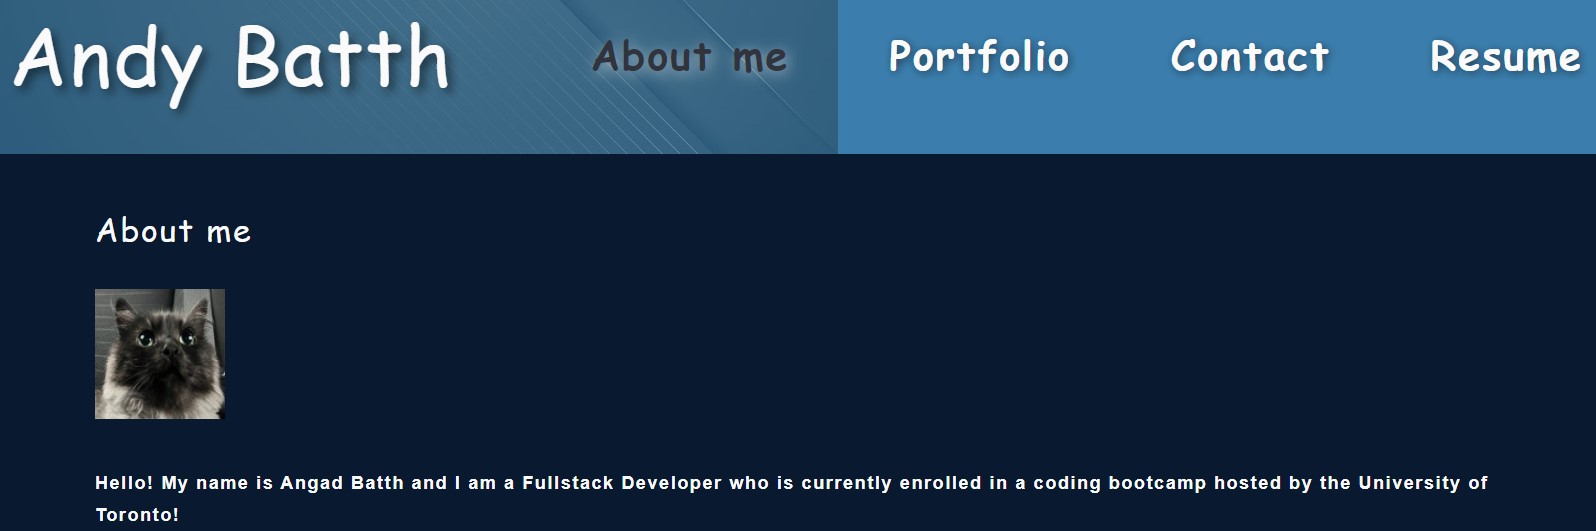 Andy Batth
About me
Portfolio
Contact
Resume
About me
Hello! My name is Angad Batth and I am a Fullstack Developer who is currently enrolled in a coding bootcamp hosted by the University of
Toronto!